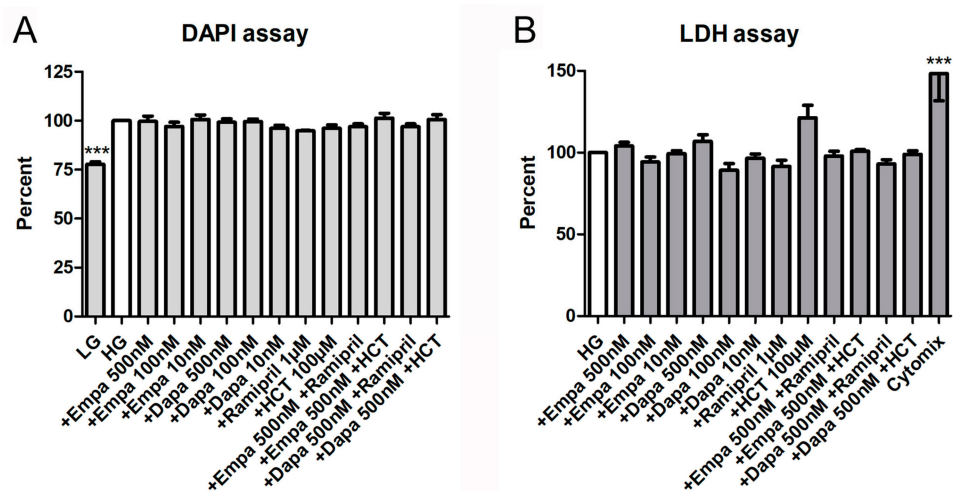 A
DAPI assay
Percent
125
100
75
50
25
0
***
LG
HG
+Empa 500nM
+Empa 100nM
+Empa 10nM
+Dapa 500nM
+Dapa 100nM
+Dapa 10nM
+Ramipril 1µM
+HCT 100µM
+Empa 500nM +Ramipril
+Empa 500nM +HCT
+Dapa 500nM +Ramipril
+Dapa 500nM +HCT
B
LDH assay
Percent
150
100
50
0
***
HG
+Empa 500nM
+Empa 100nM
+Empa 10nM
+Dapa 500nM
+Dapa 100nM
+Dapa 10nM
+Ramipril 1µM
+HCT 100µM
+Empa 500nM +Ramipril
+Empa 500nM +HCT
+Dapa 500nM +Ramipril
+Dapa 500nM +HCT
Cytomix